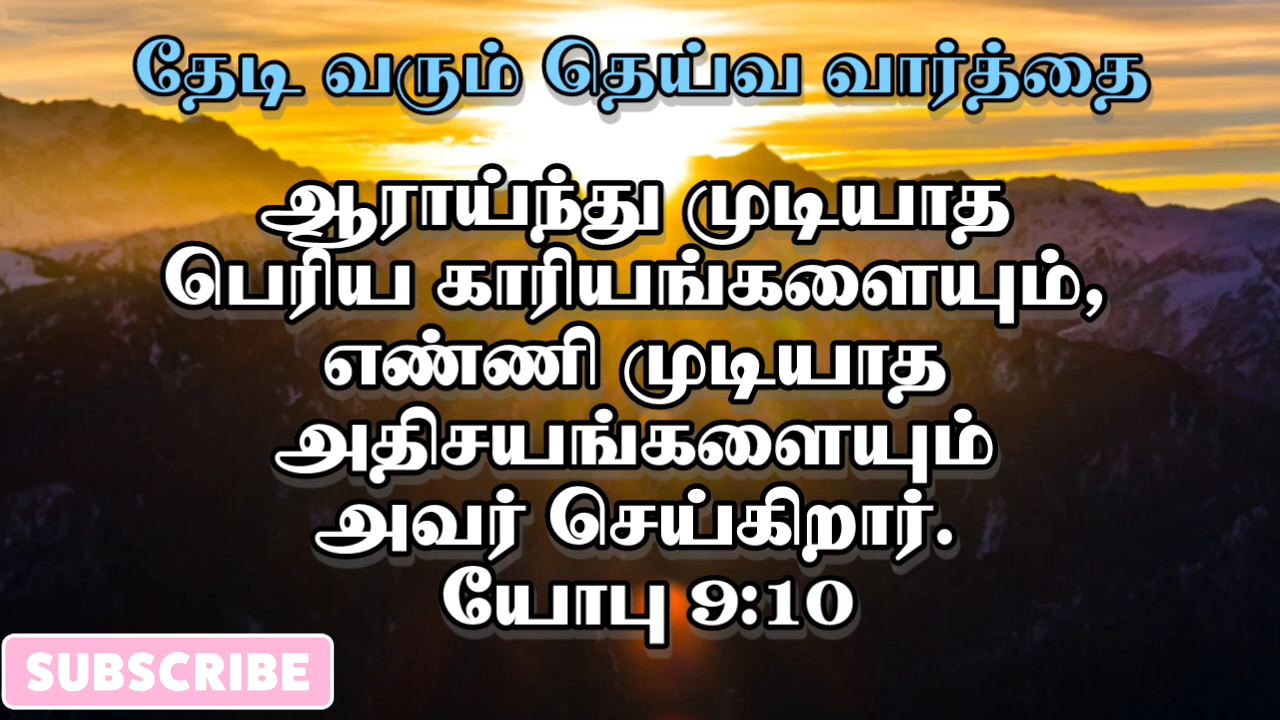 தேடி வரும் தெய்வ வார்த்தை
ஆராய்ந்து முடியாத
பெரிய காரியங்களையும்,
எண்ணி முடியாத
அதிசயங்களையும்
அவர் செய்கிறார்.
யோபு 9:10
SUBSCRIBE